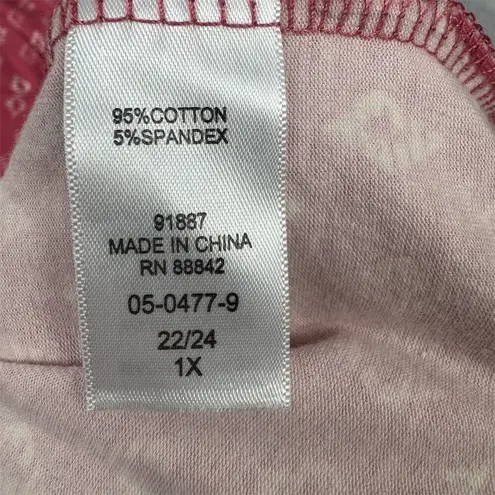 95%COTTON
5%SPANDEX
91887
MADE IN CHINA
RN 88842
05-0477-9
22/24
1X